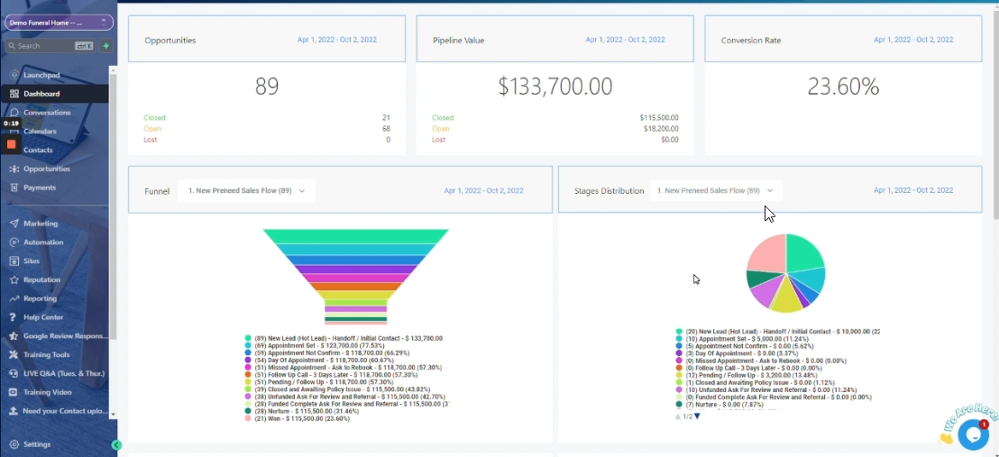 Demo Funeral Home -- ...
Search
ctrl K
Launchpad
Dashboard
Conversations
0:19
Calendars
Contacts
Opportunities
Payments
Marketing
Automation
Sites
Reputation
Reporting
Help Center
Google Review Respons...
Training Tools
LIVE Q&A (Tues. & Thur.)
Training Video
Need your Contact uplo...
Settings
Opportunities
Apr 1, 2022 - Oct 2, 2022
89
Closed 21
Open 68
Lost 0
Pipeline Value
Apr 1, 2022 - Oct 2, 2022
$133,700.00
Closed $115,500.00
Open $18,200.00
Lost $0.00
Conversion Rate
Apr 1, 2022 - Oct 2, 2022
23.60%
Funnel
1. New Preneed Sales Flow (89)
Apr 1, 2022 - Oct 2, 2022
(89) New Lead (Hot Lead) - Handoff / Initial Contact - $ 133,700
(69) Appointment Set - $ 123,700.00 (77.53%)
(59) Appointment Not Confirm - $ 118,700.00 (66.29%)
(54) Day Of Appointment - $ 118,700.00 (60.67%)
(51) Missed Appointment - Ask to Rebook - $ 118,700.00 (57.30%)
(51) Follow Up Call - 3 Days Later - $ 118,700.00 (57.30%)
(51) Pending / Follow Up - $ 118,700.00 (57.30%)
(39) Closed and Awaiting Policy Issue - $ 115,500.00 (43.82%)
(38) Unfunded Ask For Review and Referral - $ 115,500.00 (42.70%)
(28) Funded Complete Ask For Review and Referral - $ 115,500.00 (3
(28) Nurture - $ 115,500.00 (31.46%)
(21) Won - $ 115,500.00 (23.60%)
Stages Distribution
1. New Preneed Sales Flow (89)
Apr 1, 2022 - Oct 2, 2022
(20) New Lead (Hot Lead) - Handoff / Initial Contact - $ 10,000.00 (22
(10) Appointment Set - $ 5,000.00 (11.24%)
(5) Appointment Not Confirm - $ 0.00 (5.62%)
(3) Day Of Appointment - $ 0.00 (3.37%)
(0) Missed Appointment - Ask to Rebook - $ 0.00 (0.00%)
(0) Follow Up Call - 3 Days Later - $ 0.00 (0.00%)
(12) Pending / Follow Up - $ 3,200.00 (13.48%)
(1) Closed and Awaiting Policy Issue - $ 0.00 (1.12%)
(10) Unfunded Ask For Review and Referral - $ 0.00 (11.24%)
(0) Funded Complete Ask For Review and Referral - $ 0.00 (0.00%)
(7) Nurture - $ 0.00 (7.87%)
1/2
We Are Here!
1